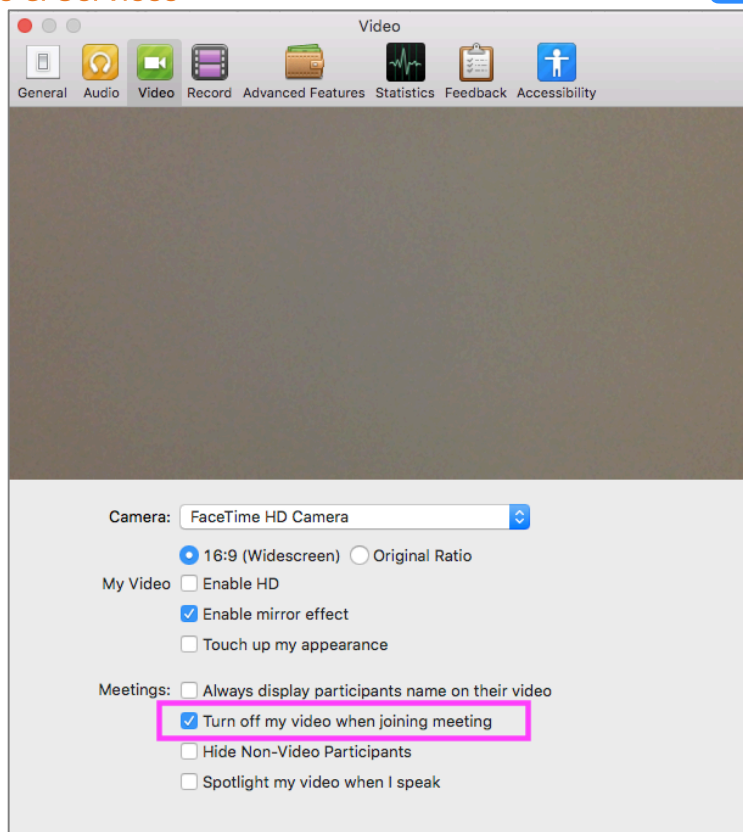 Video
General Audio Video Record Advanced Features Statistics Feedback Accessibility
Camera: FaceTime HD Camera
16:9 (Widescreen) Original Ratio
My Video Enable HD
Enable mirror effect
Touch up my appearance
Meetings: Always display participants name on their video
Turn off my video when joining meeting
Hide Non-Video Participants
Spotlight my video when I speak